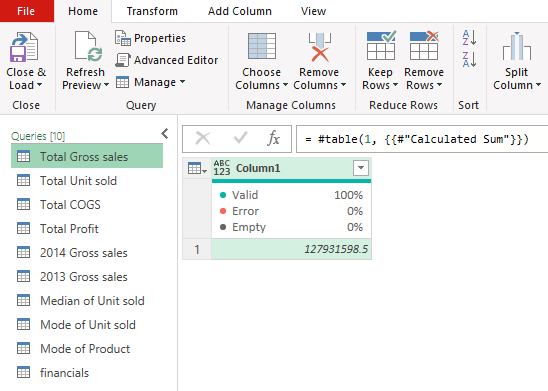 File Home Transform Add Column View
Close & Load
Refresh Preview
Properties
Advanced Editor
Manage
Choose Columns
Remove Columns
Keep Rows
Remove Rows
A Z
Z A
Split Column
Close Query Manage Columns Reduce Rows Sort
Queries [10]
Total Gross sales
Total Unit sold
Total COGS
Total Profit
2014 Gross sales
2013 Gross sales
Median of Unit sold
Mode of Unit sold
Mode of Product
financials
fx = #table(1, {{#"Calculated Sum"}})
ABC 123 Column1
Valid 100%
Error 0%
Empty 0%
1 127931598.5